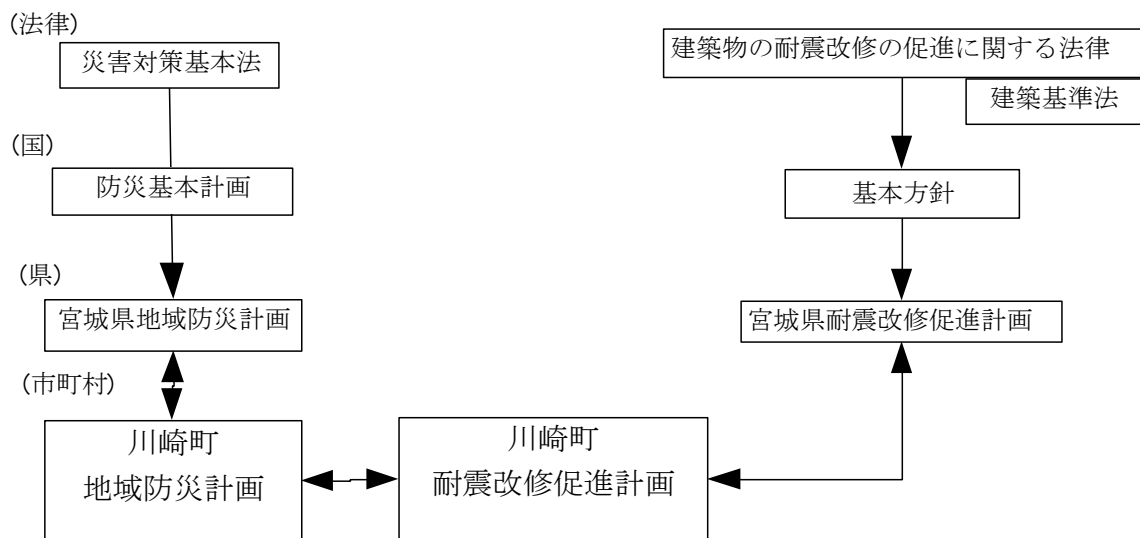 (法律)
災害対策基本法
建築物の耐震改修の促進に関する法律
建築基準法
(国)
防災基本計画
基本方針
(県)
宮城県地域防災計画
宮城県耐震改修促進計画
(市町村)
川崎町
地域防災計画
川崎町
耐震改修促進計画